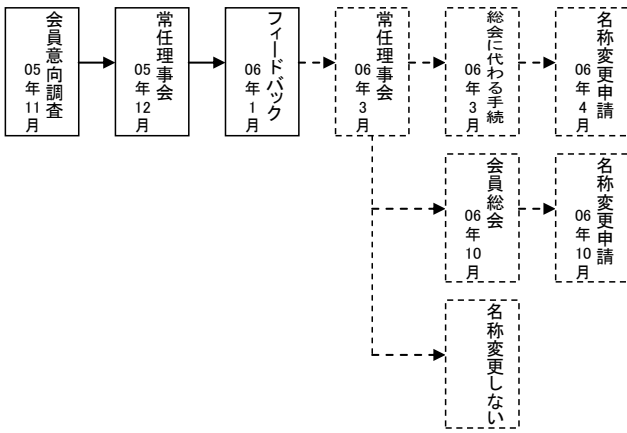 会員意向調査
05年11月
常任理事会
05年12月
フィードバック
06年1月
常任理事会
06年3月
総会に代わる手続
06年3月
名称変更申請
06年4月
会員総会
06年10月
名称変更申請
06年10月
名称変更しない